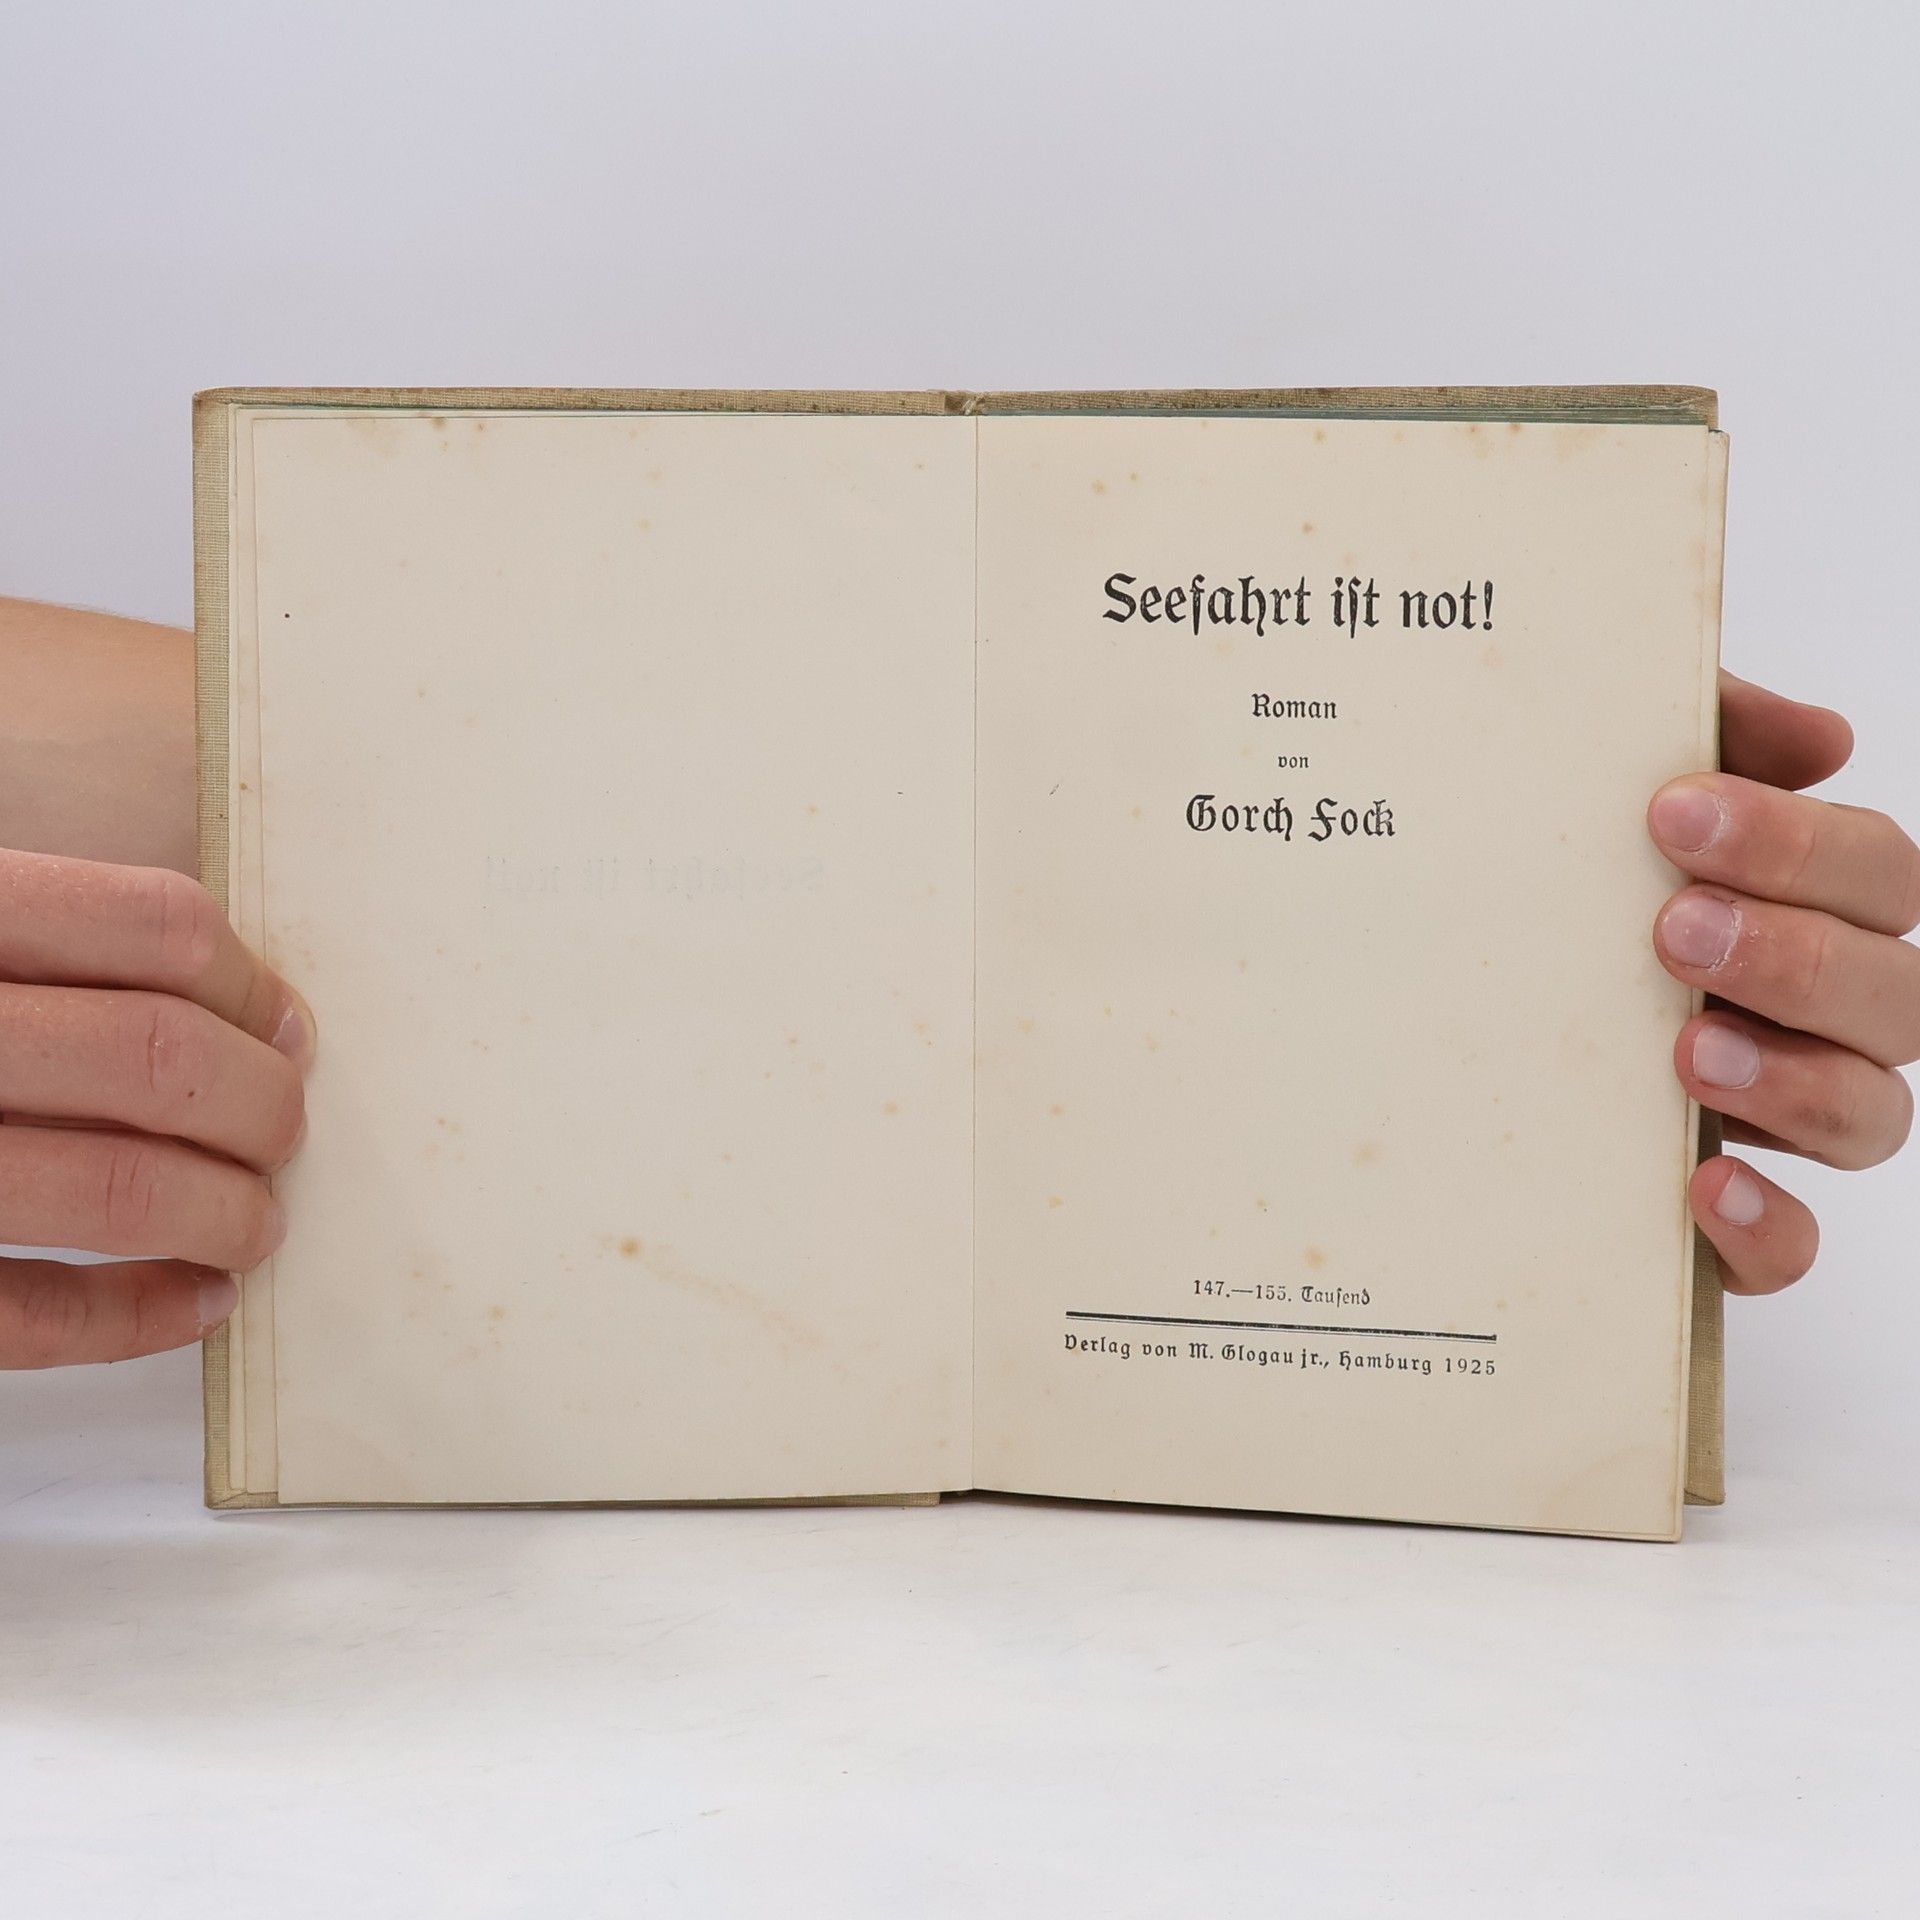 Seefahrt iſt not!
Roman
von
Gorch Fock
147.—155. Tauſend
Verlag von M. Glogau jr., Hamburg 1925